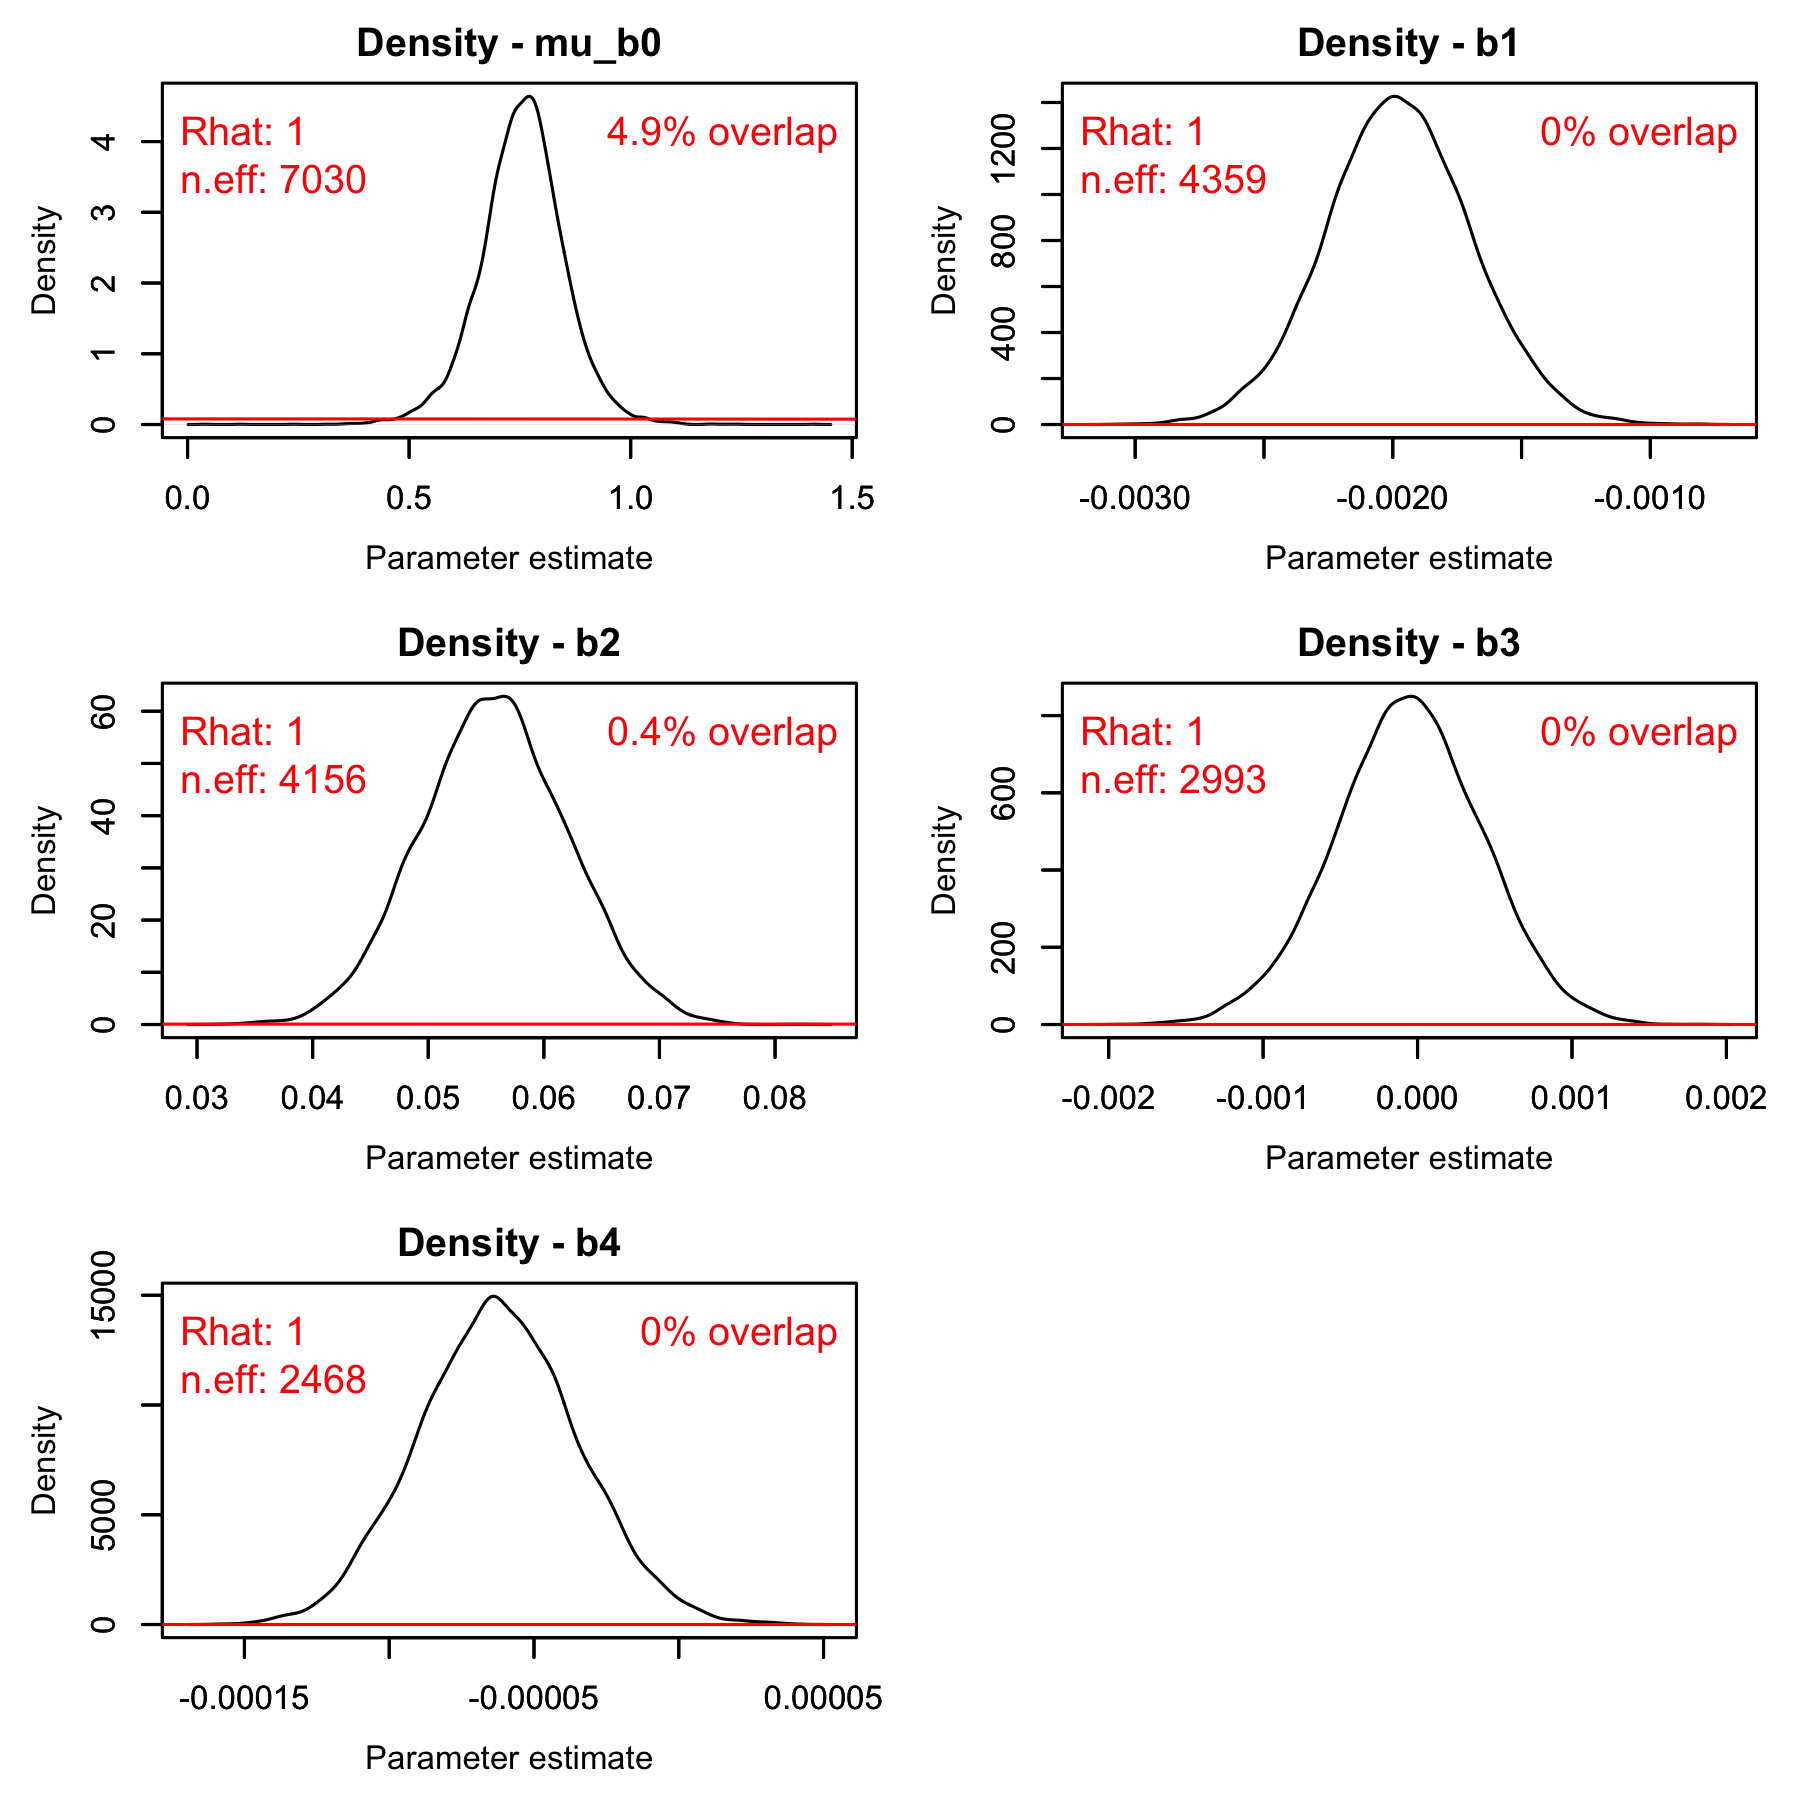 Density - mu_b0
Rhat: 1
n.eff: 7030
4.9% overlap
Density
0
1
2
3
4
0.0 0.5 1.0 1.5
Parameter estimate
Density - b1
Rhat: 1
n.eff: 4359
0% overlap
Density
0
400
800
1200
-0.0030 -0.0020 -0.0010
Parameter estimate
Density - b2
Rhat: 1
n.eff: 4156
0.4% overlap
Density
0
20
40
60
0.03 0.04 0.05 0.06 0.07 0.08
Parameter estimate
Density - b3
Rhat: 1
n.eff: 2993
0% overlap
Density
0
200
600
-0.002 -0.001 0.000 0.001 0.002
Parameter estimate
Density - b4
Rhat: 1
n.eff: 2468
0% overlap
Density
0
5000
15000
-0.00015 -0.00005 0.00005
Parameter estimate